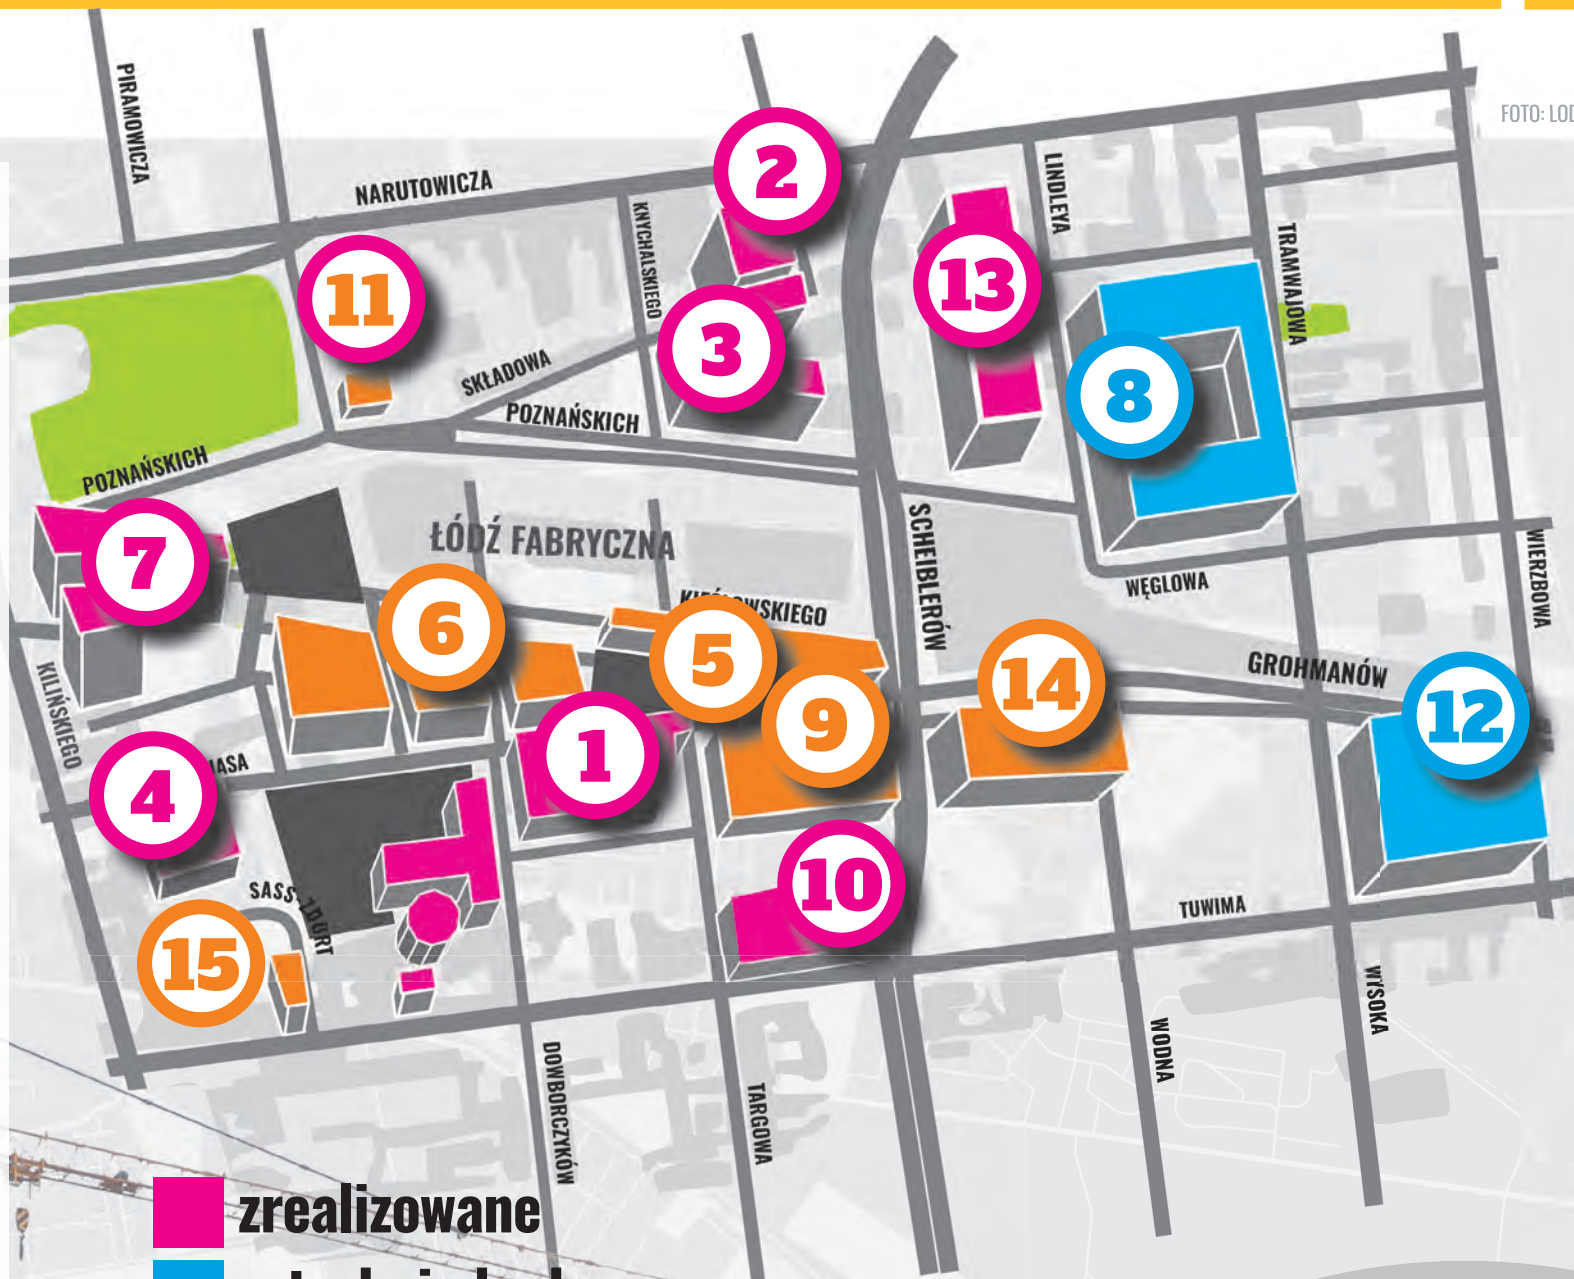 FOTO: LOD
PIRAMOWICZA
NARUTOWICZA
KNYCHALSKIEGO
LINDLEYA
TRAMWAJOWA
2
13
11
3
8
SKŁADOWA
POZNAŃSKICH
POZNAŃSKICH
ŁÓDŹ FABRYCZNA
SCHEIBLERÓW
WĘGLOWA
WIERZBOWA
7
6
5
9
14
12
GROHMANÓW
KILIŃSKIEGO
1
4
10
15
TUWIMA
WYSOKA
WODNA
DOWBORCZYKÓW
TARGOWA
zrealizowane